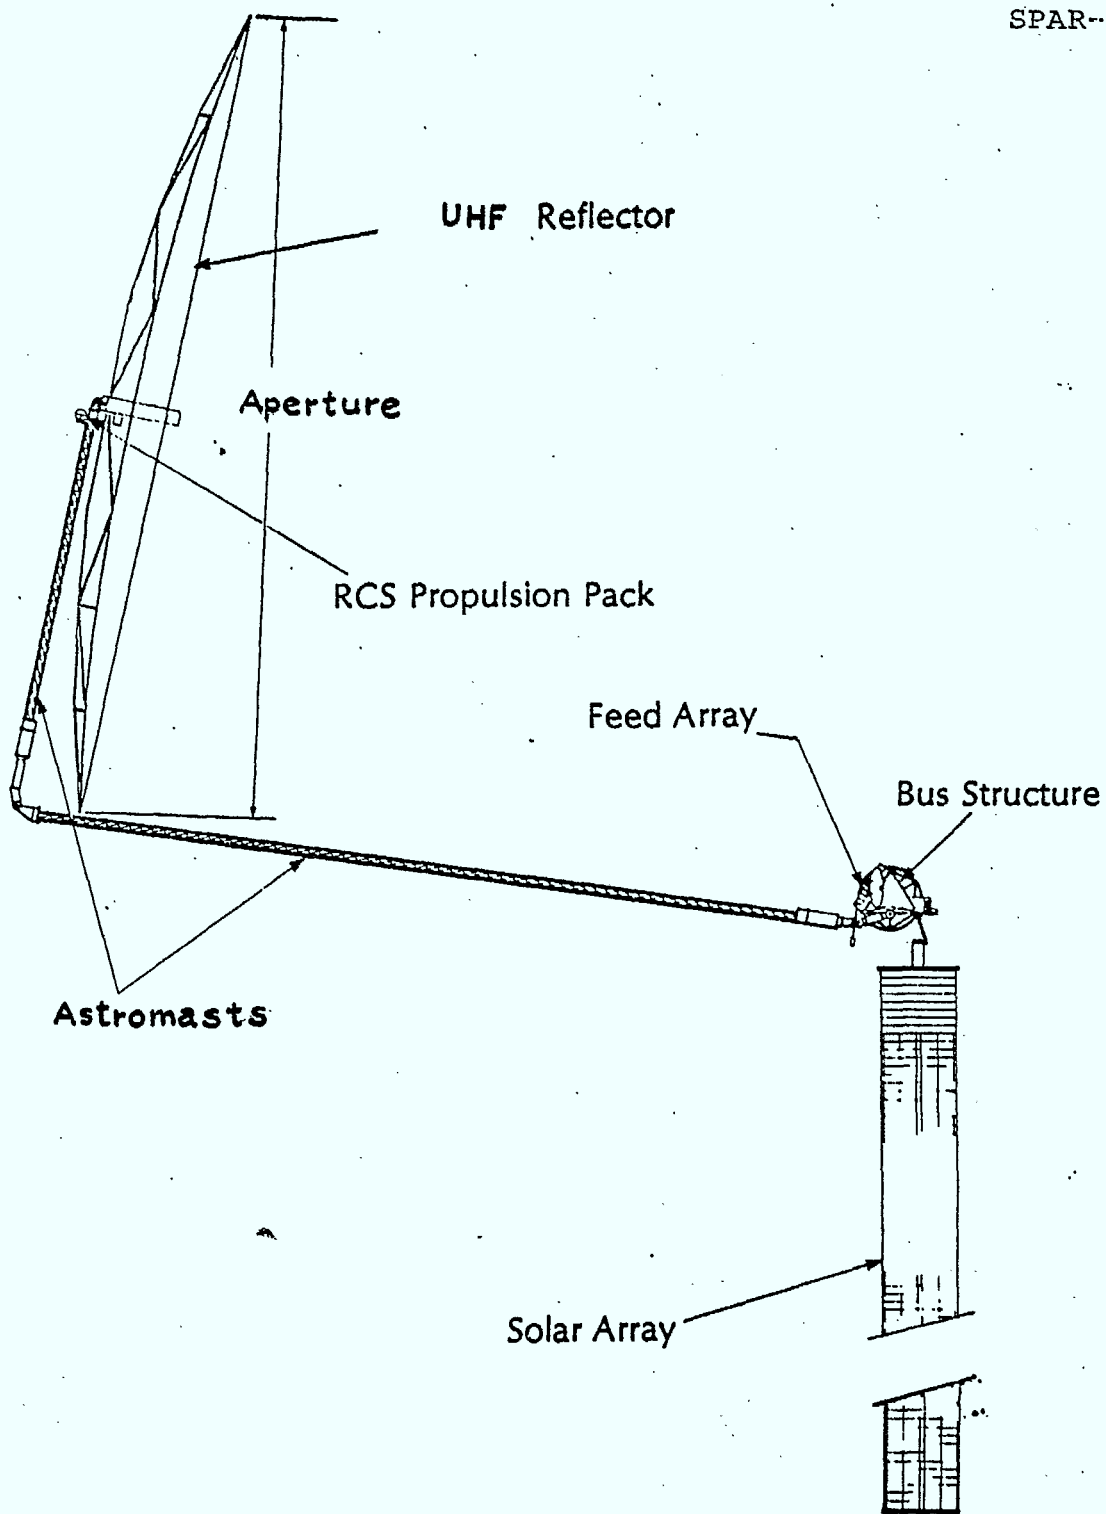 SPAR--
UHF Reflector
Aperture
RCS Propulsion Pack
Feed Array
Bus Structure
Astromasts
Solar Array